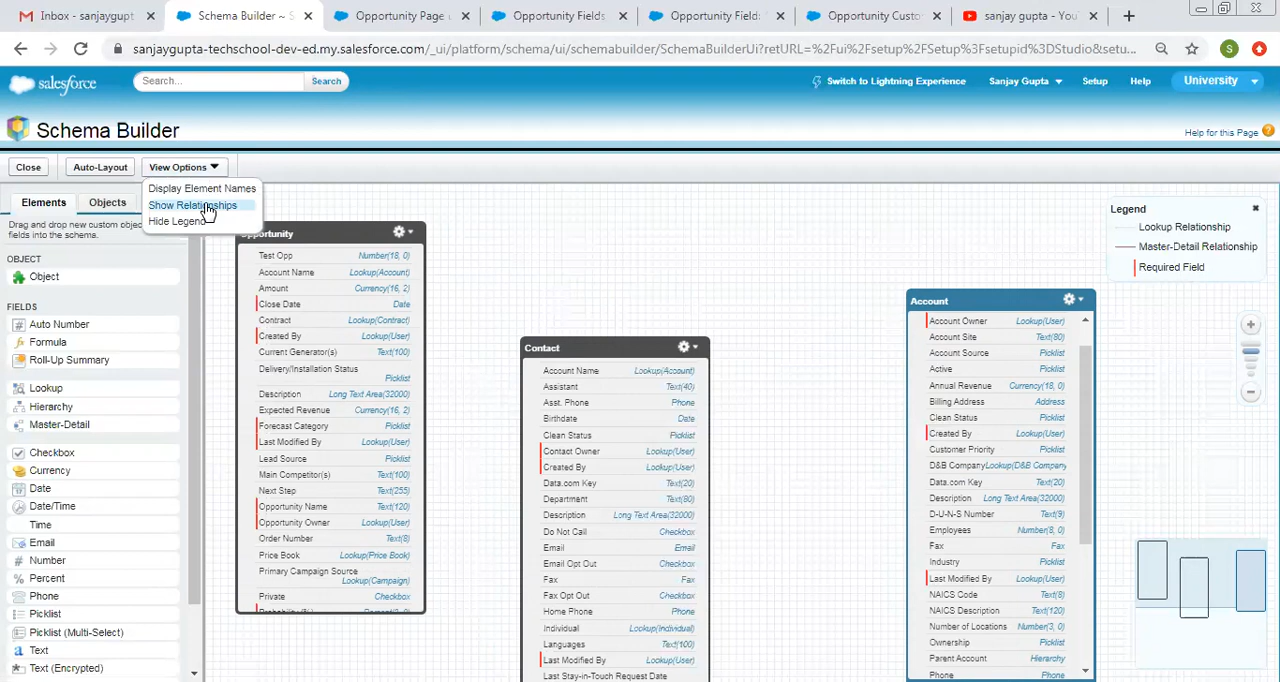 Inbox - sanjaygupt
Schema Builder ~ S
Opportunity Page
Opportunity Fields
Opportunity Field:
Opportunity Custo
sanjay gupta - You
sanjaygupta-techschool-dev-ed.my.salesforce.com/_ui/platform/schema/ui/schemabuilder/SchemaBuilderUi?retURL=%2Fui%2Fsetup%2FSetup%3Fsetupid%3DStudio&setu...
S
salesforce
Search...
Search
Switch to Lightning Experience
Sanjay Gupta
Setup
Help
University
Schema Builder
Help for this Page
Close
Auto-Layout
View Options
Display Element Names
Show Relationships
Hide Legend
Elements
Objects
Drag and drop new custom objec
fields into the schema.
OBJECT
Object
FIELDS
Auto Number
Formula
Roll-Up Summary
Lookup
Hierarchy
Master-Detail
Checkbox
Currency
Date
Date/Time
Time
Email
Number
Percent
Phone
Picklist
Picklist (Multi-Select)
Text
Text (Encrypted)
Opportunity
Test Opp Number(18, 0)
Account Name Lookup(Account)
Amount Currency(16, 2)
Close Date Date
Contract Lookup(Contract)
Created By Lookup(User)
Current Generator(s) Text(100)
Delivery/Installation Status
Picklist
Description Long Text Area(32000)
Expected Revenue Currency(16, 2)
Forecast Category Picklist
Last Modified By Lookup(User)
Lead Source Picklist
Main Competitor(s) Text(100)
Next Step Text(255)
Opportunity Name Text(120)
Opportunity Owner Lookup(User)
Order Number Text(8)
Price Book Lookup(Price Book)
Primary Campaign Source
Lookup(Campaign)
Private Checkbox
Probability (%) Percent(3, 0)
Contact
Account Name Lookup(Account)
Assistant Text(40)
Asst. Phone Phone
Birthdate Date
Clean Status Picklist
Contact Owner Lookup(User)
Created By Lookup(User)
Data.com Key Text(20)
Department Text(80)
Description Long Text Area(32000)
Do Not Call Checkbox
Email Email
Email Opt Out Checkbox
Fax Fax
Fax Opt Out Checkbox
Home Phone Phone
Individual Lookup(Individual)
Languages Text(100)
Last Modified By Lookup(User)
Last Stay-in-Touch Request Date
Account
Account Owner Lookup(User)
Account Site Text(80)
Account Source Picklist
Active Picklist
Annual Revenue Currency(18, 0)
Billing Address Address
Clean Status Picklist
Created By Lookup(User)
Customer Priority Picklist
D&B CompanyLookup(D&B Company
Data.com Key Text(20)
Description Long Text Area(32000)
D-U-N-S Number Text(9)
Employees Number(8, 0)
Fax Fax
Industry Picklist
Last Modified By Lookup(User)
NAICS Code Text(8)
NAICS Description Text(120)
Number of Locations Number(3, 0)
Ownership Picklist
Parent Account Hierarchy
Phone Phone
Legend
Lookup Relationship
Master-Detail Relationship
Required Field